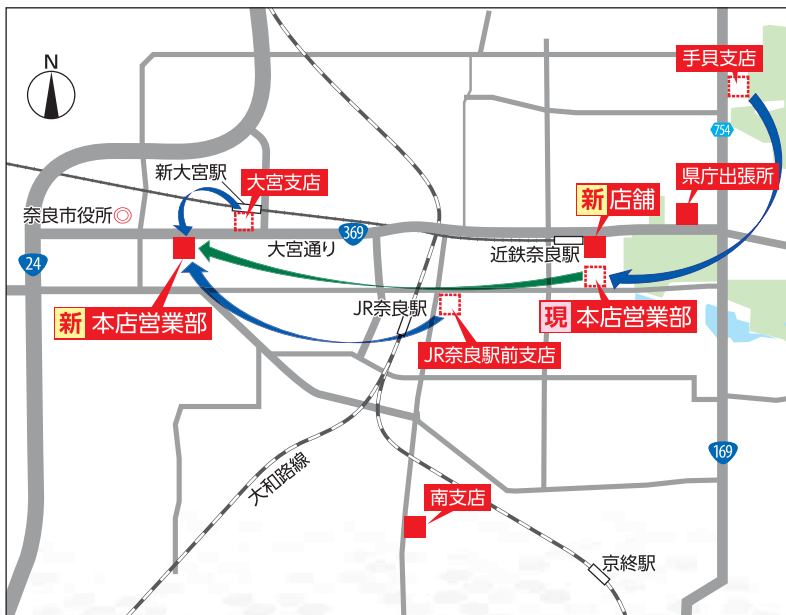 N
手貝支店
754
新大宮駅
大宮支店
奈良市役所
新 店舗
県庁出張所
369
大宮通り
近鉄奈良駅
24
新 本店営業部
JR奈良駅
現 本店営業部
JR奈良駅前支店
169
大和路線
南支店
京終駅